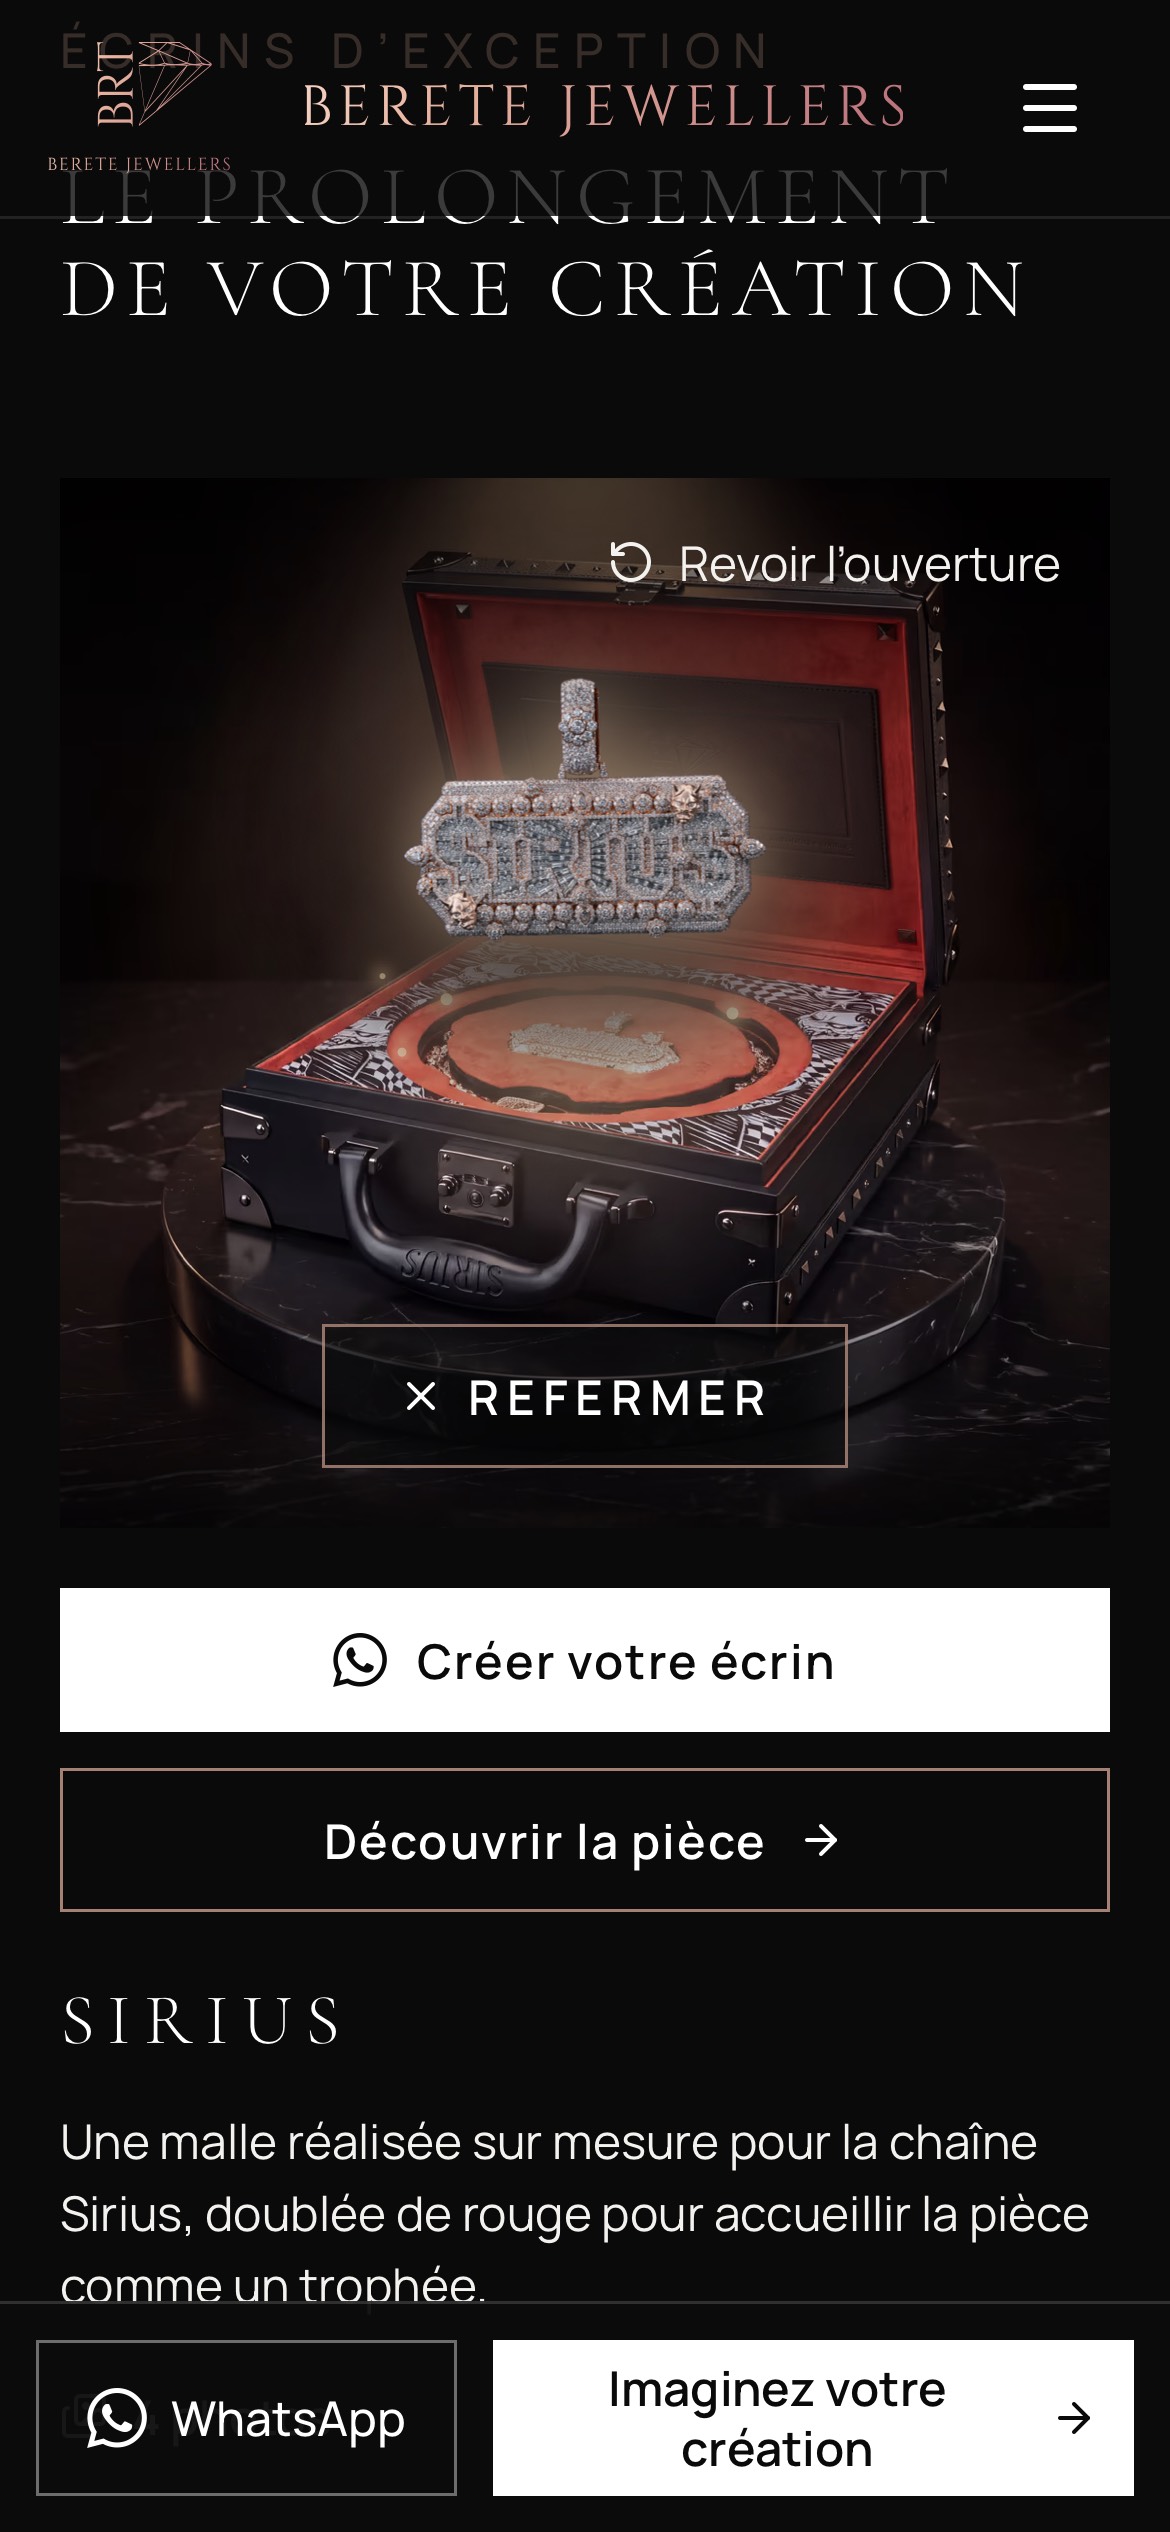 ÉCRINS D’EXCEPTION
BRT
BERETE JEWELLERS
BERETE JEWELLERS
LE PROLONGEMENT
DE VOTRE CRÉATION
Revoir l’ouverture
SIRIUS
SIRIUS
REFERMER
Créer votre écrin
Découvrir la pièce
SIRIUS
Une malle réalisée sur mesure pour la chaîne
Sirius, doublée de rouge pour accueillir la pièce
comme un trophée.
WhatsApp
Imaginez votre
création